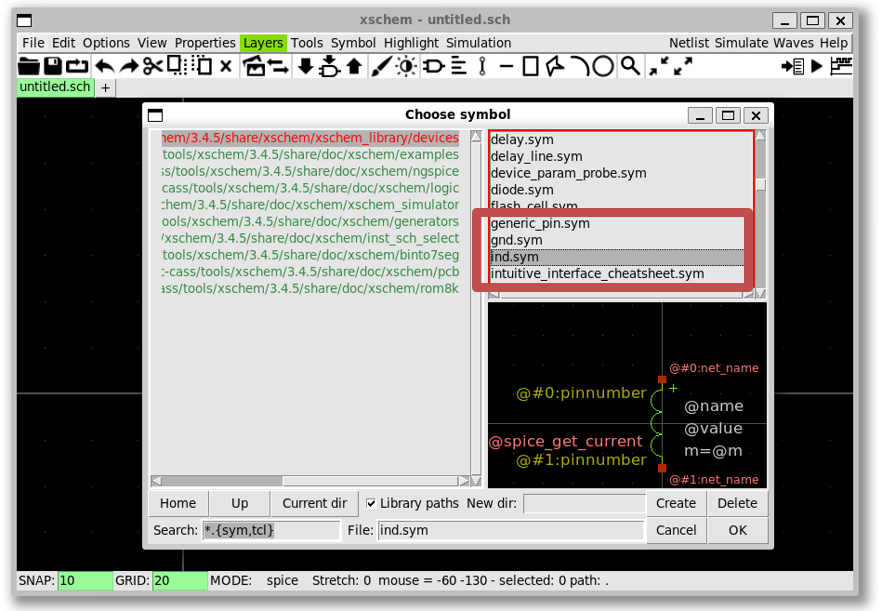 xschem - untitled.sch
File Edit Options View Properties Layers Tools Symbol Highlight Simulation Netlist Simulate Waves Help
untitled.sch +
Choose symbol
hem/3.4.5/share/xschem/xschem_library/devices
tools/xschem/3.4.5/share/doc/xschem/examples
ss/tools/xschem/3.4.5/share/doc/xschem/ngspice
cass/tools/xschem/3.4.5/share/doc/xschem/logic
chem/3.4.5/share/doc/xschem/xschem_simulator
ools/xschem/3.4.5/share/doc/xschem/generators
/xschem/3.4.5/share/doc/xschem/inst_sch_select
tools/xschem/3.4.5/share/doc/xschem/binto7seg
t-cass/tools/xschem/3.4.5/share/doc/xschem/pcb
ass/tools/xschem/3.4.5/share/doc/xschem/rom8k
delay.sym
delay_line.sym
device_param_probe.sym
diode.sym
flash_cell.sym
generic_pin.sym
gnd.sym
ind.sym
intuitive_interface_cheatsheet.sym
@#0:net_name
@#0:pinnumber +
@name
@value
@spice_get_current m=@m
@#1:pinnumber
@#1:net_name
Home Up Current dir Library paths New dir: Create Delete
Search: *.{sym,tcl} File: ind.sym Cancel OK
SNAP: 10 GRID: 20 MODE: spice Stretch: 0 mouse = -60 -130 - selected: 0 path: .